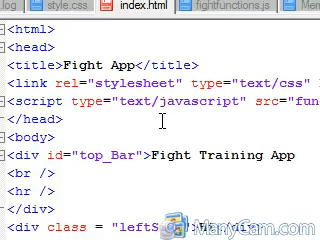 .log style.css index.html fightfunctions.js
<html>
<head>
<title>Fight App</title>
<link rel="stylesheet" type="text/css"
<script type="text/javascript" src="fun
</head>
<body>
<div id="top_Bar">Fight Training App
<br />
<hr />
</div>
<div class = "leftS
ManyCam.com